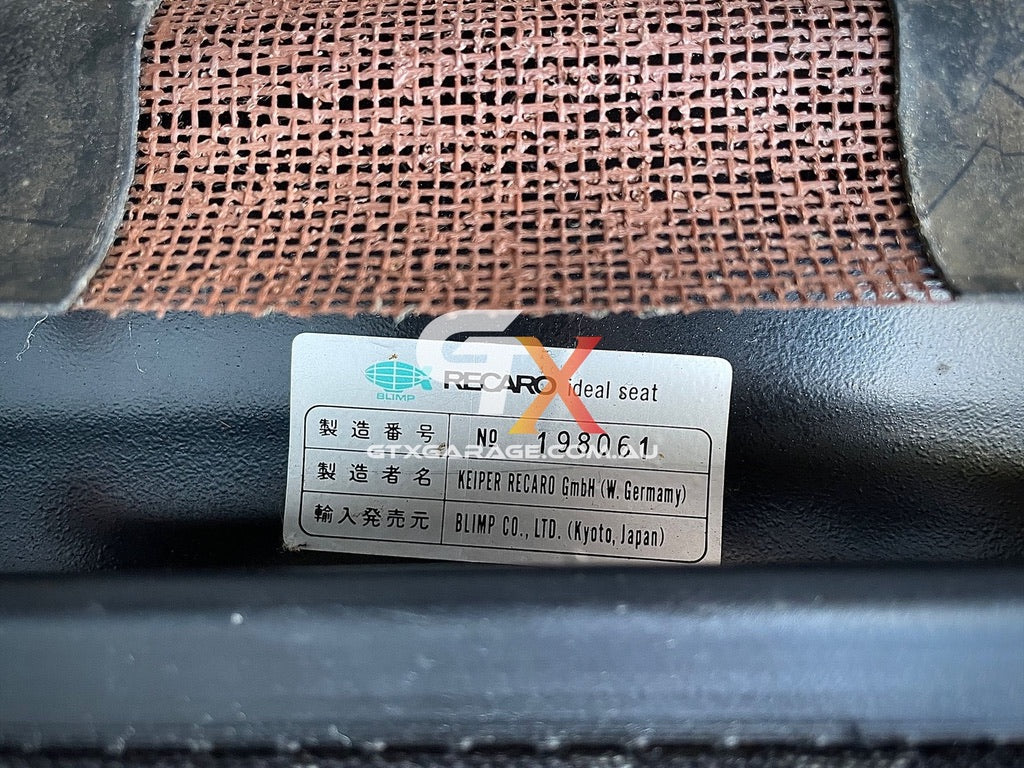 GTX
BLIMP RECARO ideal seat
製造番号 № 198061
GTXGARAGE.COM.AU
製造者名 KEIPER RECARO GmbH (W. Germamy)
輸入発売元 BLIMP CO., LTD. (Kyoto, Japan)